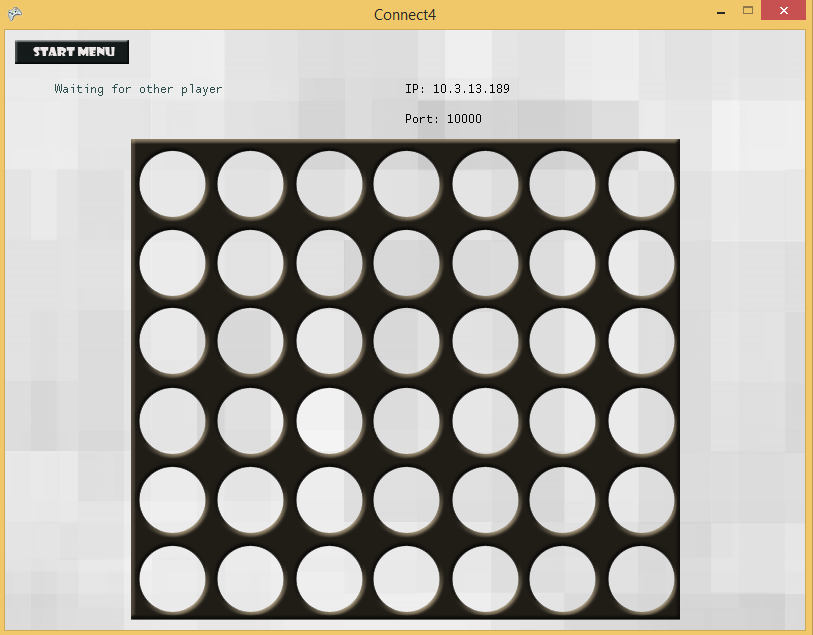 Connect4
START MENU
Waiting for other player
IP: 10.3.13.189
Port: 10000